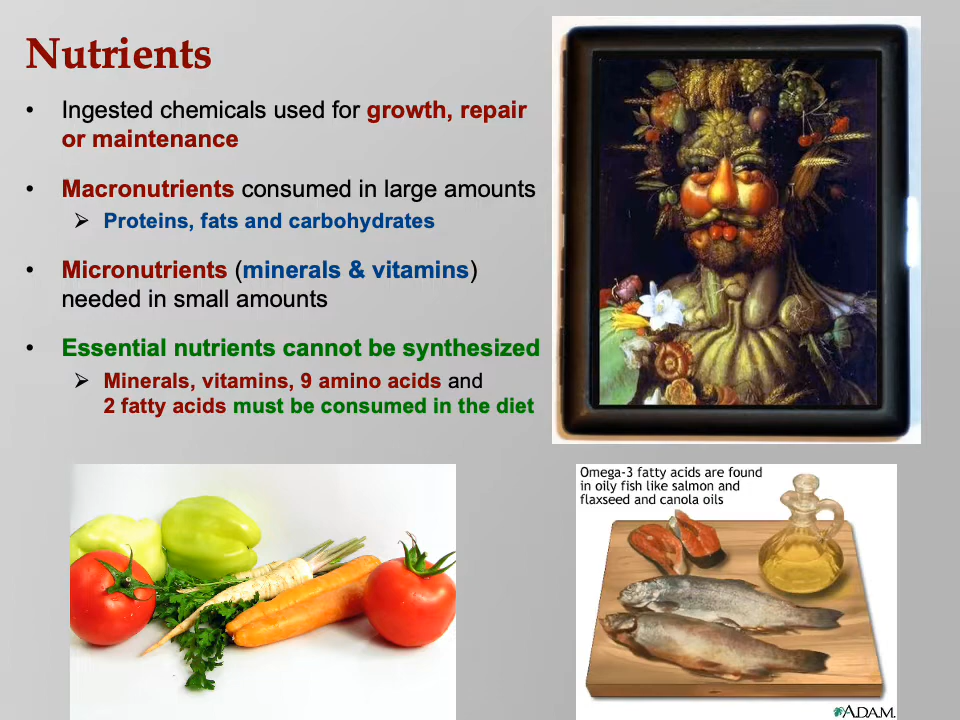 Nutrients
• Ingested chemicals used for growth, repair
or maintenance
• Macronutrients consumed in large amounts
➢ Proteins, fats and carbohydrates
• Micronutrients (minerals & vitamins)
needed in small amounts
• Essential nutrients cannot be synthesized
➢ Minerals, vitamins, 9 amino acids and
2 fatty acids must be consumed in the diet
Omega-3 fatty acids are found
in oily fish like salmon and
flaxseed and canola oils
ADAM.